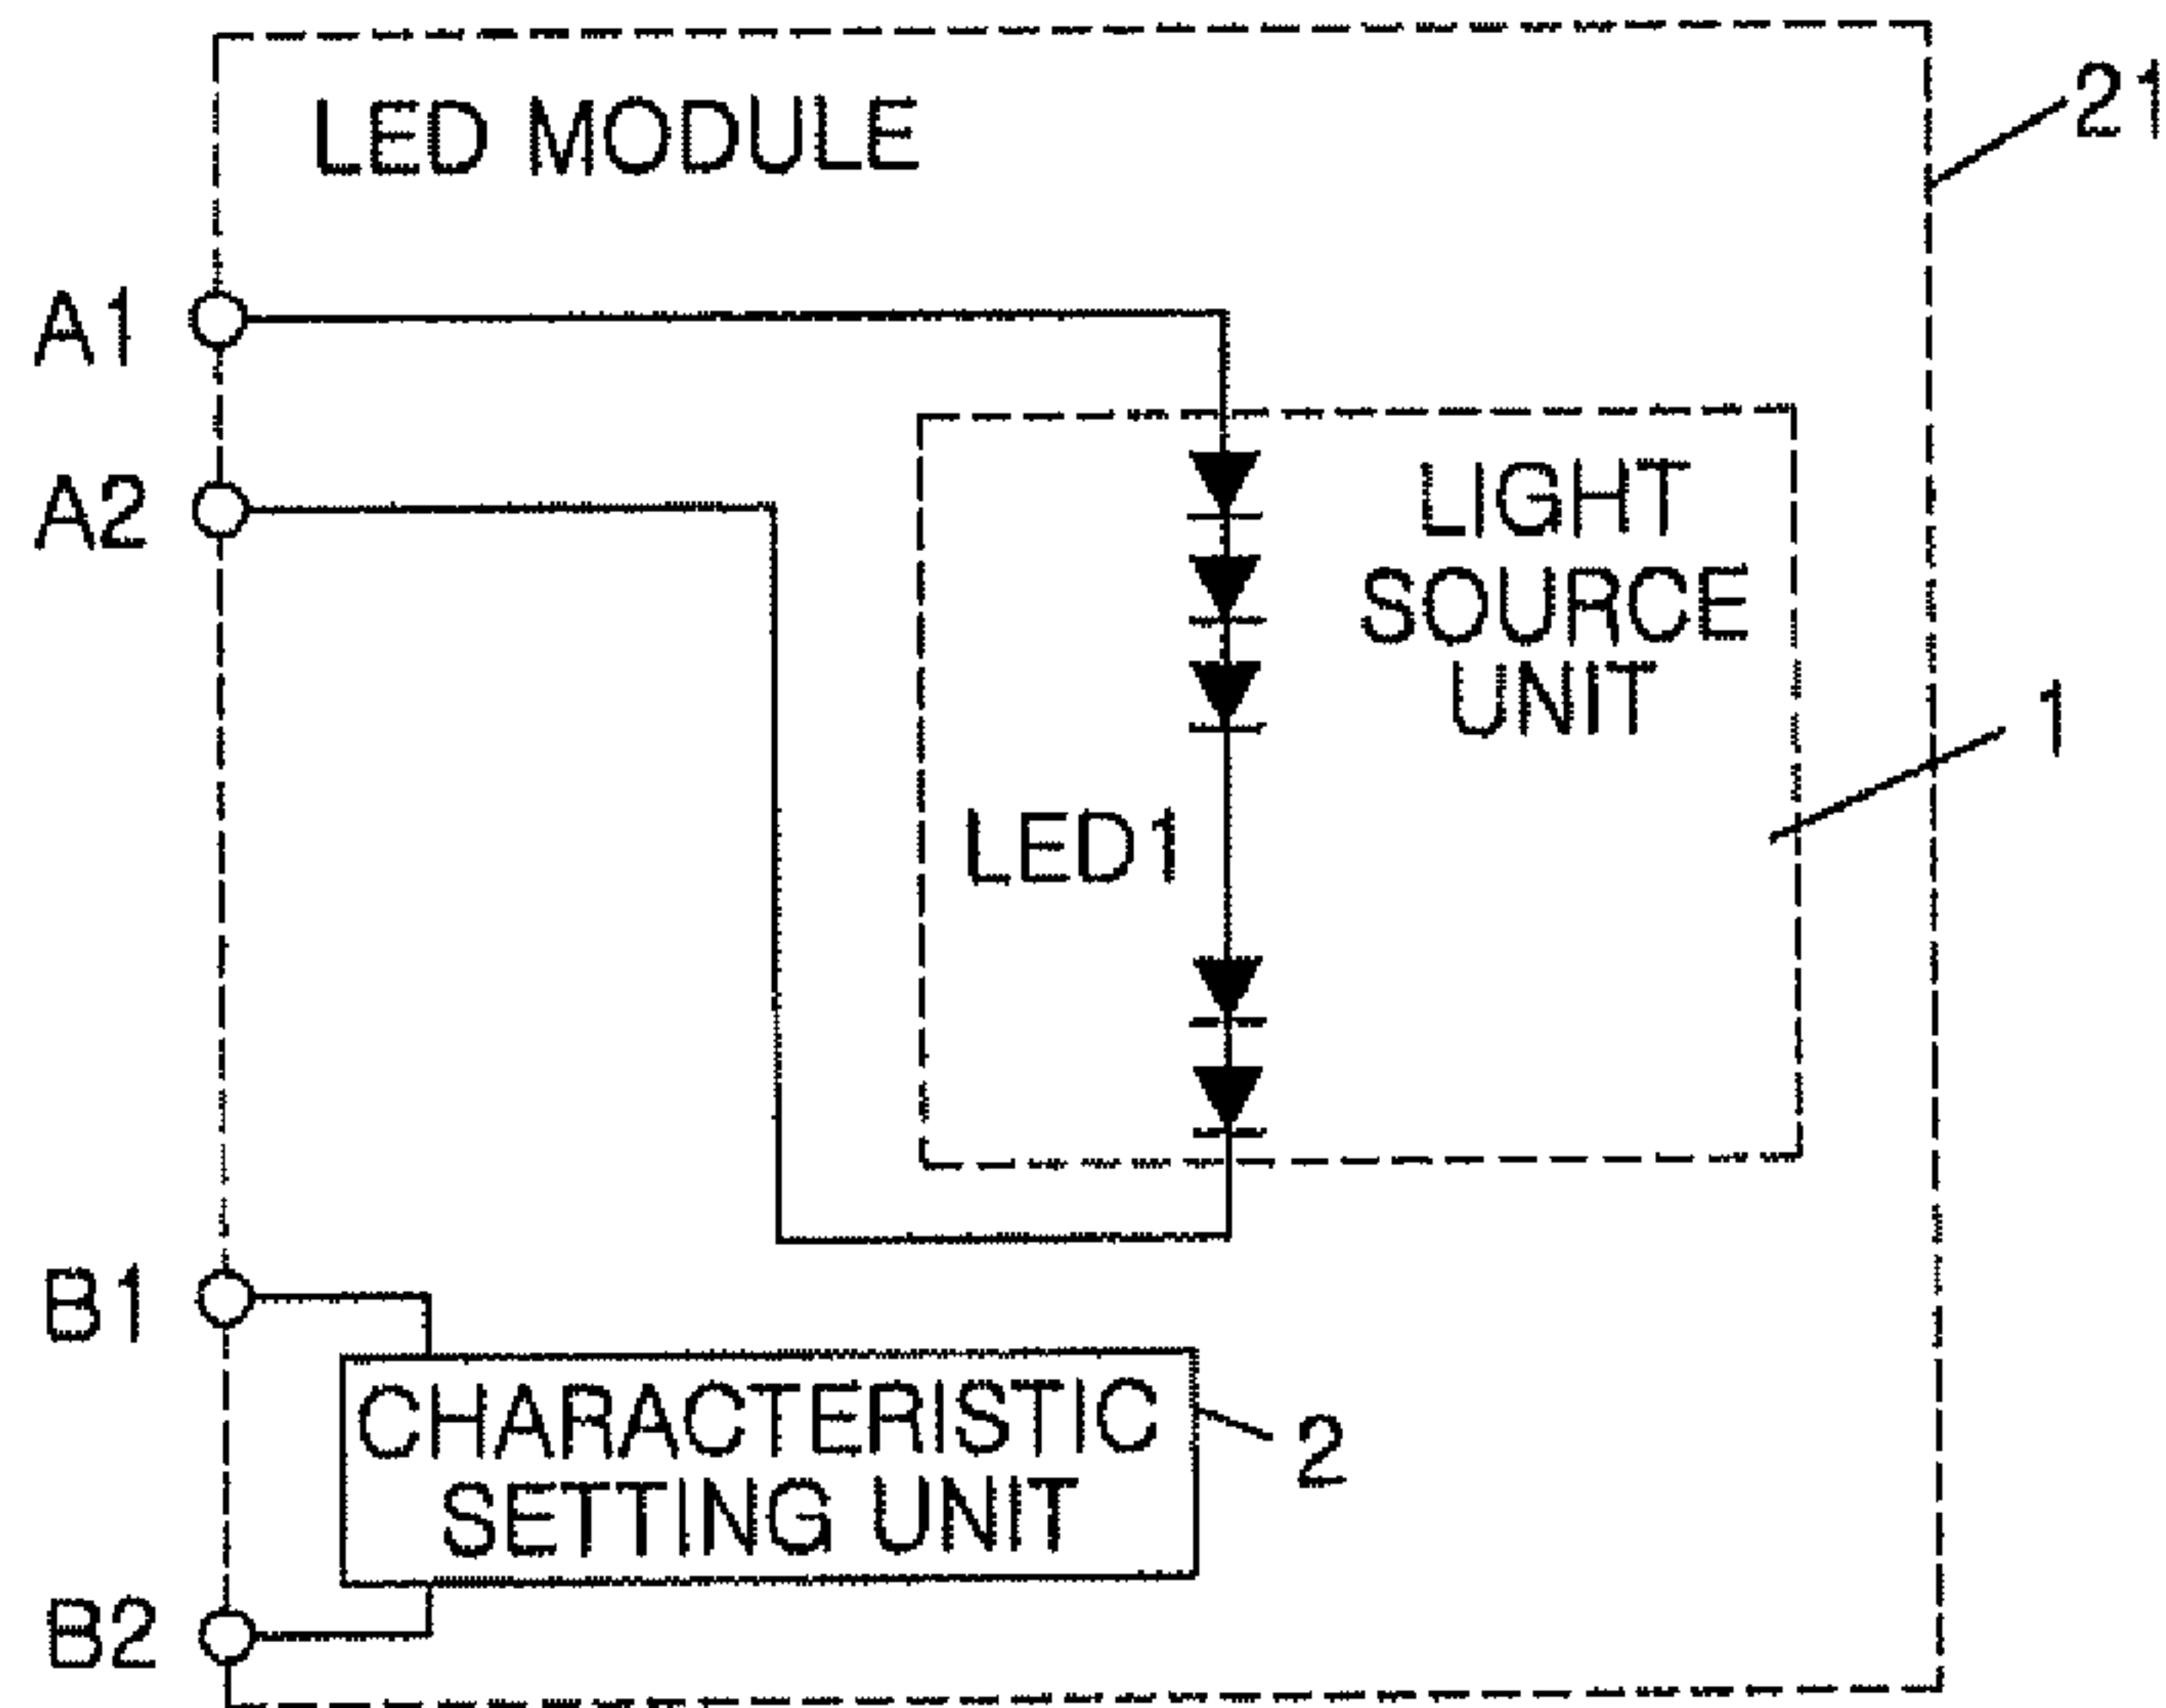 LED MODULE
21
A1
A2
LIGHT
SOURCE
UNIT
1
LED1
B1
CHARACTERISTIC
SETTING UNIT
2
B2